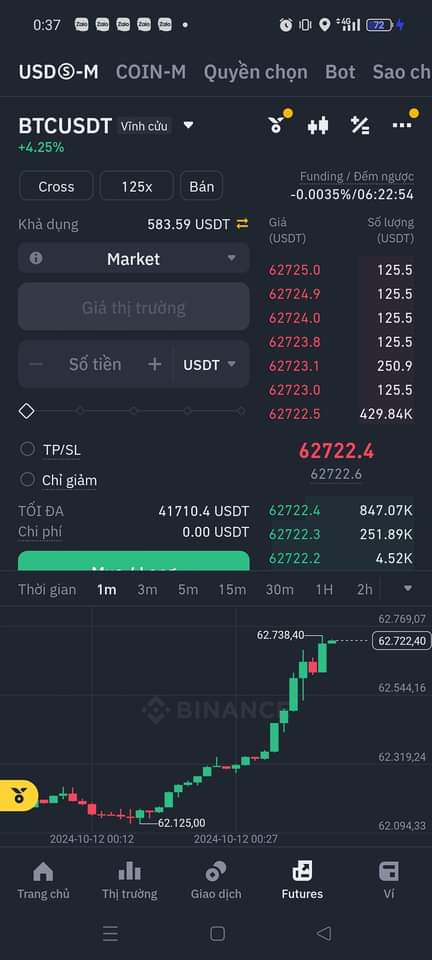 0:37 Zalo Zalo Zalo Zalo Zalo 4G 72
USDⓈ-M COIN-M Quyền chọn Bot Sao ch
BTCUSDT Vĩnh cửu
+4.25%
Cross 125x Bán
Funding / Đếm ngược
-0.0035%/06:22:54
Khả dụng 583.59 USDT
Giá Số lượng
(USDT) (USDT)
Market
62725.0 125.5
62724.9 125.5
Giá thị trường
62724.0 125.5
62723.8 125.5
Số tiền USDT
62723.1 250.9
62723.0 125.5
62722.5 429.84K
TP/SL
62722.4
62722.6
Chỉ giảm
TỐI ĐA 41710.4 USDT
62722.4 847.07K
Chi phí 0.00 USDT
62722.3 251.89K
62722.2 4.52K
Thời gian 1m 3m 5m 15m 30m 1H 2h
62.769,07
62.738,40
62.722,40
62.544,16
BINANCE
62.319,24
62.125,00
62.094,33
2024-10-12 00:12 2024-10-12 00:27
Trang chủ Thị trường Giao dịch Futures Ví